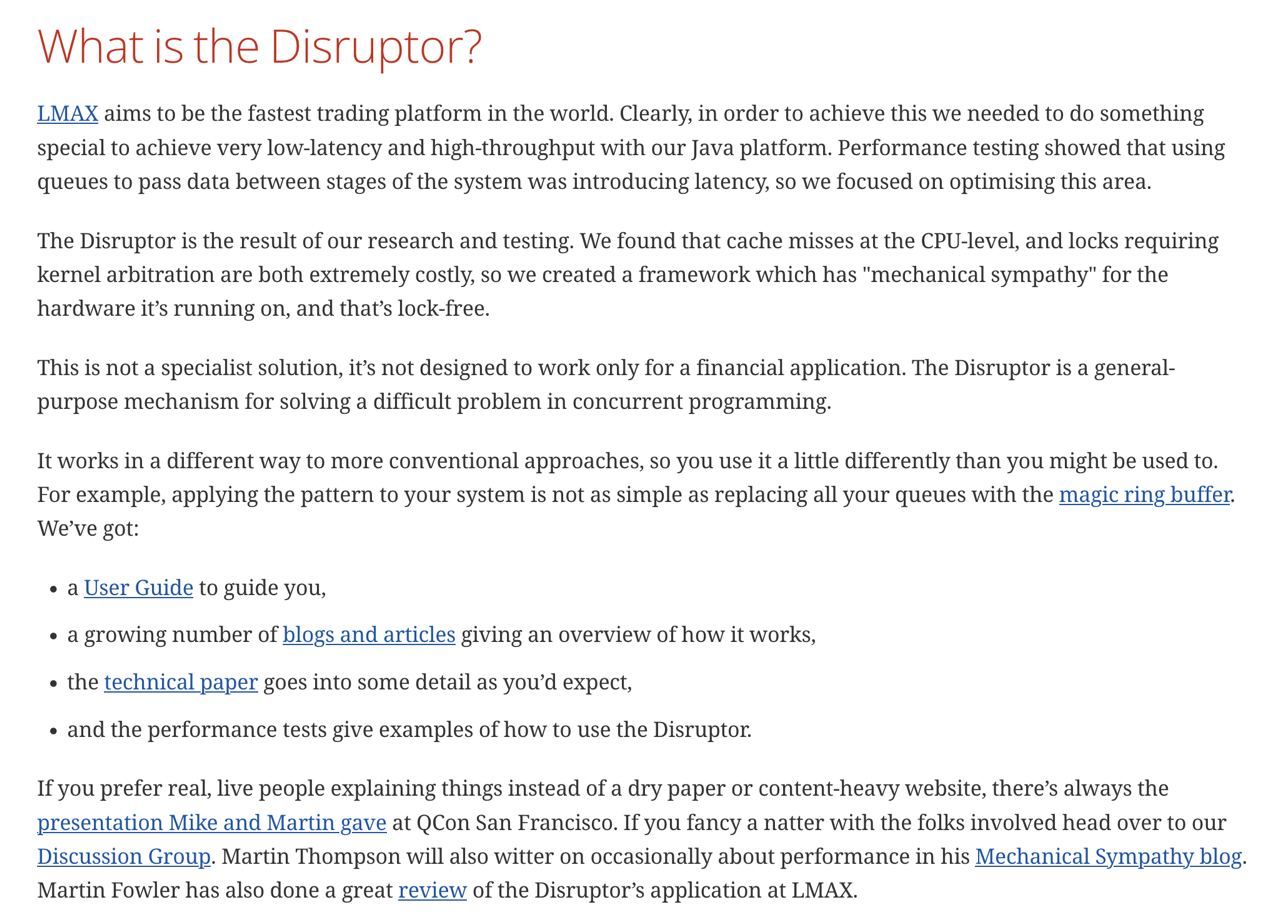 What is the Disruptor?
LMAX aims to be the fastest trading platform in the world. Clearly, in order to achieve this we needed to do something
special to achieve very low-latency and high-throughput with our Java platform. Performance testing showed that using
queues to pass data between stages of the system was introducing latency, so we focused on optimising this area.
The Disruptor is the result of our research and testing. We found that cache misses at the CPU-level, and locks requiring
kernel arbitration are both extremely costly, so we created a framework which has "mechanical sympathy" for the
hardware it’s running on, and that’s lock-free.
This is not a specialist solution, it’s not designed to work only for a financial application. The Disruptor is a general-
purpose mechanism for solving a difficult problem in concurrent programming.
It works in a different way to more conventional approaches, so you use it a little differently than you might be used to.
For example, applying the pattern to your system is not as simple as replacing all your queues with the magic ring buffer.
We’ve got:
• a User Guide to guide you,
• a growing number of blogs and articles giving an overview of how it works,
• the technical paper goes into some detail as you’d expect,
• and the performance tests give examples of how to use the Disruptor.
If you prefer real, live people explaining things instead of a dry paper or content-heavy website, there’s always the
presentation Mike and Martin gave at QCon San Francisco. If you fancy a natter with the folks involved head over to our
Discussion Group. Martin Thompson will also witter on occasionally about performance in his Mechanical Sympathy blog.
Martin Fowler has also done a great review of the Disruptor’s application at LMAX.